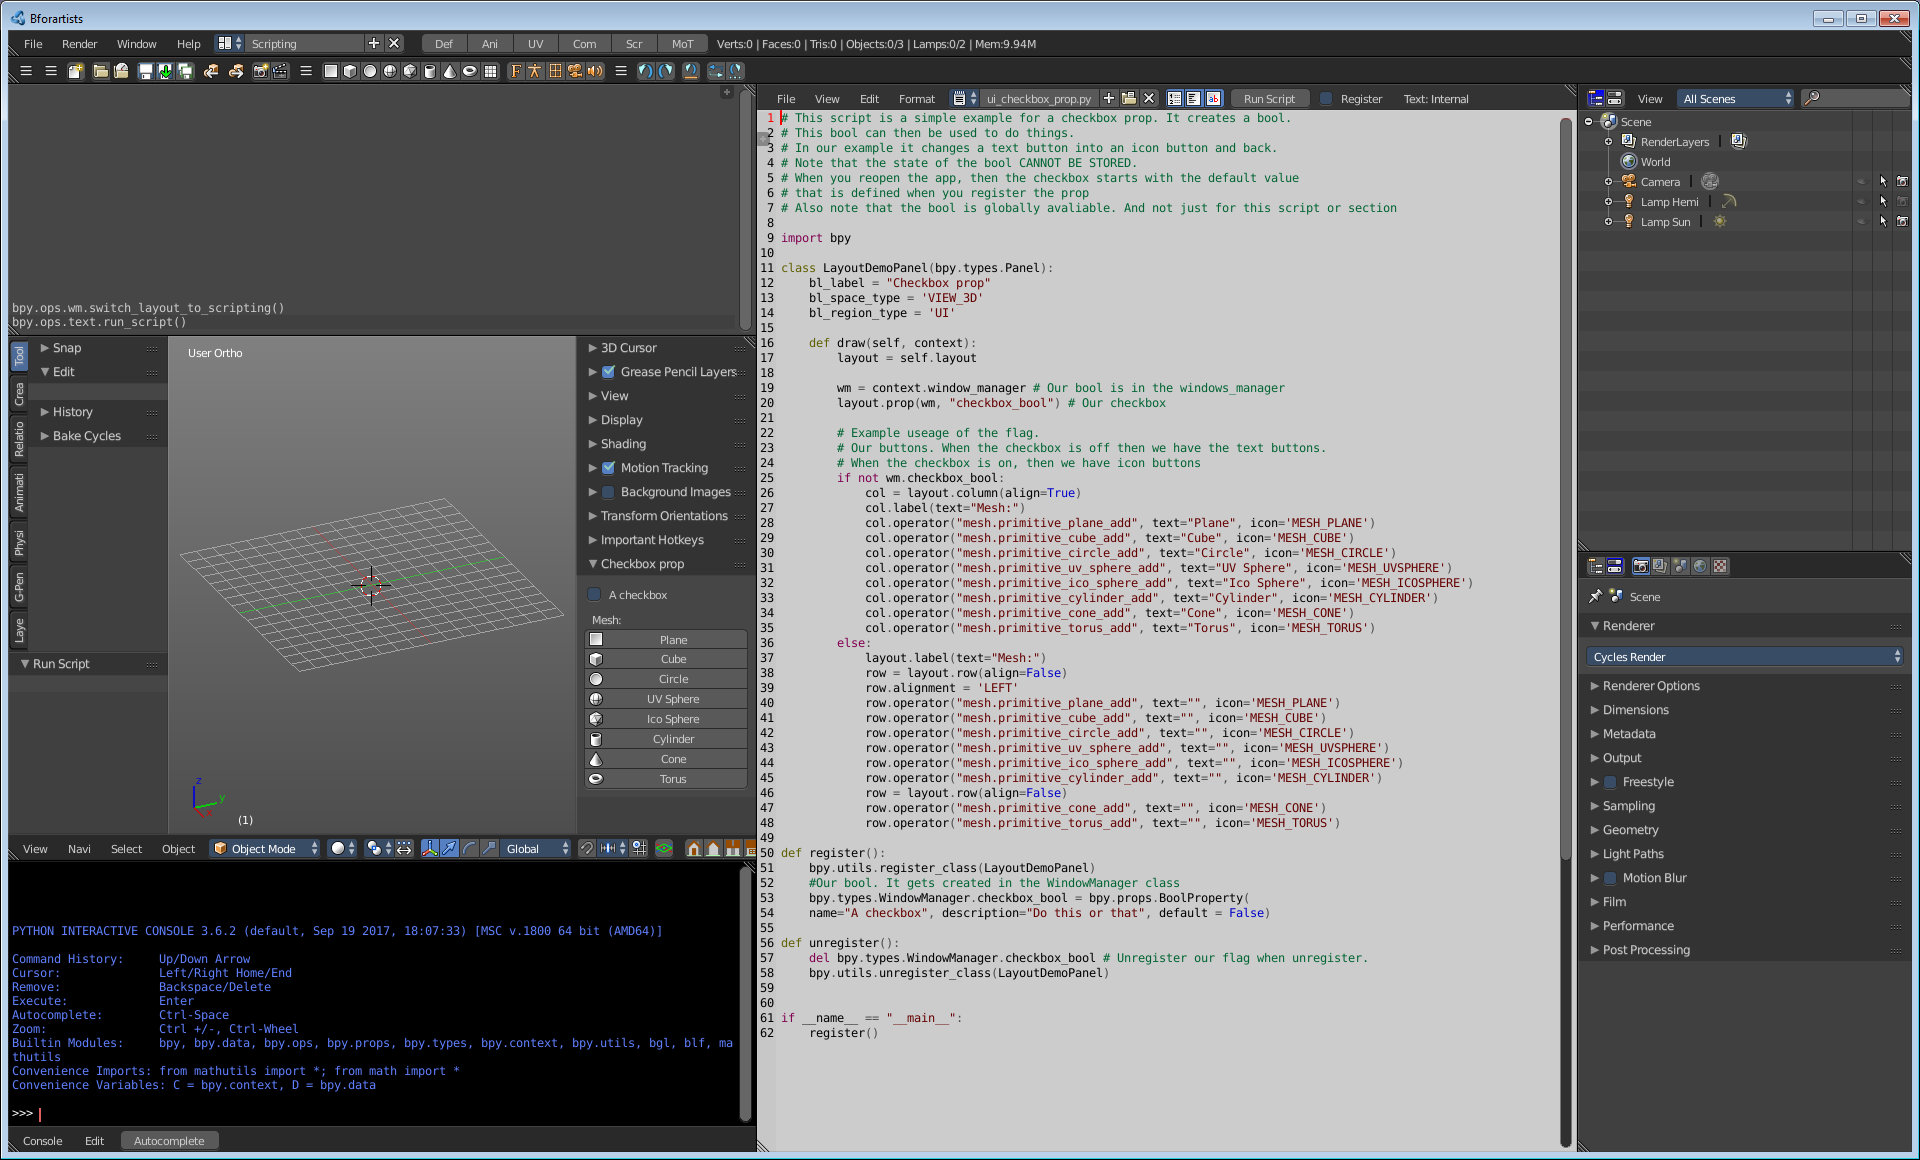 Bforartists
File Render Window Help Scripting Def Ani UV Com Scr MoT Verts:0 | Faces:0 | Tris:0 | Objects:0/3 | Lamps:0/2 | Mem:9.94M
bpy.ops.wm.switch_layout_to_scripting()
bpy.ops.text.run_script()
Tool
Crea
Relatio
Animati
Physi
G-Pen
Laye
Snap
Edit
History
Bake Cycles
Run Script
User Ortho
z
y
x
(1)
3D Cursor
Grease Pencil Layers
View
Display
Shading
Motion Tracking
Background Images
Transform Orientations
Important Hotkeys
Checkbox prop
A checkbox
Mesh:
Plane
Cube
Circle
UV Sphere
Ico Sphere
Cylinder
Cone
Torus
View Navi Select Object Object Mode Global
PYTHON INTERACTIVE CONSOLE 3.6.2 (default, Sep 19 2017, 18:07:33) [MSC v.1800 64 bit (AMD64)]
Command History: Up/Down Arrow
Cursor: Left/Right Home/End
Remove: Backspace/Delete
Execute: Enter
Autocomplete: Ctrl-Space
Zoom: Ctrl +/-, Ctrl-Wheel
Builtin Modules: bpy, bpy.data, bpy.ops, bpy.props, bpy.types, bpy.context, bpy.utils, bgl, blf, ma
thutils
Convenience Imports: from mathutils import *; from math import *
Convenience Variables: C = bpy.context, D = bpy.data
>>>
Console Edit Autocomplete
File View Edit Format ui_checkbox_prop.py Run Script Register Text: Internal
1 # This script is a simple example for a checkbox prop. It creates a bool.
2 # This bool can then be used to do things.
3 # In our example it changes a text button into an icon button and back.
4 # Note that the state of the bool CANNOT BE STORED.
5 # When you reopen the app, then the checkbox starts with the default value
6 # that is defined when you register the prop
7 # Also note that the bool is globally avaliable. And not just for this script or section
8
9 import bpy
10
11 class LayoutDemoPanel(bpy.types.Panel):
12 bl_label = "Checkbox prop"
13 bl_space_type = 'VIEW_3D'
14 bl_region_type = 'UI'
15
16 def draw(self, context):
17 layout = self.layout
18
19 wm = context.window_manager # Our bool is in the windows_manager
20 layout.prop(wm, "checkbox_bool") # Our checkbox
21
22 # Example useage of the flag.
23 # Our buttons. When the checkbox is off then we have the text buttons.
24 # When the checkbox is on, then we have icon buttons
25 if not wm.checkbox_bool:
26 col = layout.column(align=True)
27 col.label(text="Mesh:")
28 col.operator("mesh.primitive_plane_add", text="Plane", icon='MESH_PLANE')
29 col.operator("mesh.primitive_cube_add", text="Cube", icon='MESH_CUBE')
30 col.operator("mesh.primitive_circle_add", text="Circle", icon='MESH_CIRCLE')
31 col.operator("mesh.primitive_uv_sphere_add", text="UV Sphere", icon='MESH_UVSPHERE')
32 col.operator("mesh.primitive_ico_sphere_add", text="Ico Sphere", icon='MESH_ICOSPHERE')
33 col.operator("mesh.primitive_cylinder_add", text="Cylinder", icon='MESH_CYLINDER')
34 col.operator("mesh.primitive_cone_add", text="Cone", icon='MESH_CONE')
35 col.operator("mesh.primitive_torus_add", text="Torus", icon='MESH_TORUS')
36 else:
37 layout.label(text="Mesh:")
38 row = layout.row(align=False)
39 row.alignment = 'LEFT'
40 row.operator("mesh.primitive_plane_add", text="", icon='MESH_PLANE')
41 row.operator("mesh.primitive_cube_add", text="", icon='MESH_CUBE')
42 row.operator("mesh.primitive_circle_add", text="", icon='MESH_CIRCLE')
43 row.operator("mesh.primitive_uv_sphere_add", text="", icon='MESH_UVSPHERE')
44 row.operator("mesh.primitive_ico_sphere_add", text="", icon='MESH_ICOSPHERE')
45 row.operator("mesh.primitive_cylinder_add", text="", icon='MESH_CYLINDER')
46 row = layout.row(align=False)
47 row.operator("mesh.primitive_cone_add", text="", icon='MESH_CONE')
48 row.operator("mesh.primitive_torus_add", text="", icon='MESH_TORUS')
49
50 def register():
51 bpy.utils.register_class(LayoutDemoPanel)
52 #Our bool. It gets created in the WindowManager class
53 bpy.types.WindowManager.checkbox_bool = bpy.props.BoolProperty(
54 name="A checkbox", description="Do this or that", default = False)
55
56 def unregister():
57 del bpy.types.WindowManager.checkbox_bool # Unregister our flag when unregister.
58 bpy.utils.unregister_class(LayoutDemoPanel)
59
60
61 if __name__ == "__main__":
62 register()
View All Scenes
Scene
RenderLayers
World
Camera
Lamp Hemi
Lamp Sun
Scene
Renderer
Cycles Render
Renderer Options
Dimensions
Metadata
Output
Freestyle
Sampling
Geometry
Light Paths
Motion Blur
Film
Performance
Post Processing